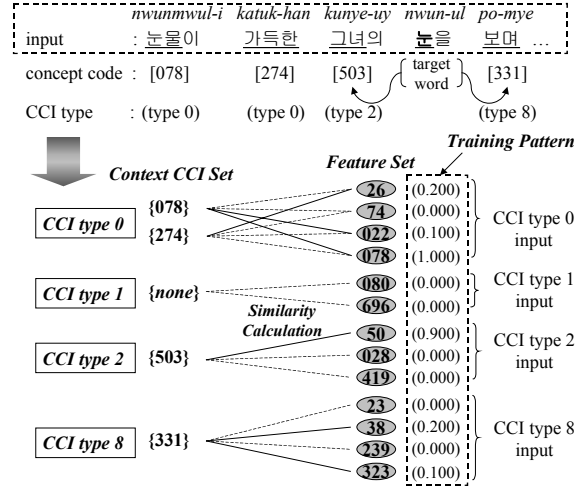 nwunmwul-i katuk-han kunye-uy nwun-ul po-mye
input : 눈물이 가득한 그녀의 눈을 보며 …
concept code : [078] [274] [503] target word [331]
CCI type : (type 0) (type 0) (type 2) (type 8)
Training Pattern
Context CCI Set Feature Set
CCI type 0 {078} {274}
26 (0.200)
74 (0.000)
022 (0.100)
078 (1.000)
CCI type 0 input
CCI type 1 {none}
080 (0.000)
696 (0.000)
CCI type 1 input
Similarity Calculation
CCI type 2 {503}
50 (0.900)
028 (0.000)
419 (0.000)
CCI type 2 input
CCI type 8 {331}
23 (0.000)
38 (0.200)
239 (0.000)
323 (0.100)
CCI type 8 input